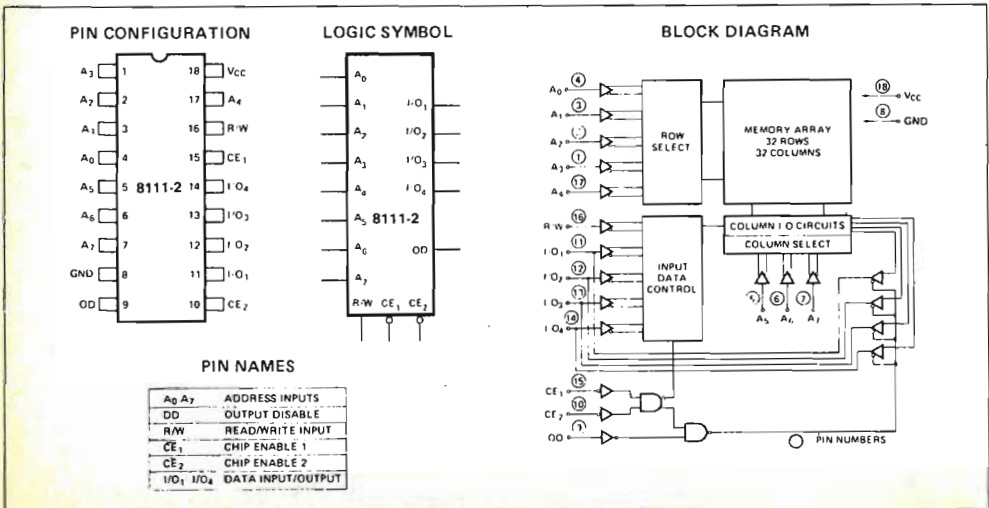 PIN CONFIGURATION
A3 1 18 VCC
A2 2 17 A4
A1 3 16 R/W
A0 4 15 CE1
A5 5 8111-2 14 I/O4
A6 6 13 I/O3
A7 7 12 I/O2
GND 8 11 I/O1
OD 9 10 CE2
LOGIC SYMBOL
A0
A1 I/O1
A2 I/O2
A3 I/O3
A4 I/O4
A5 8111-2
A6 OD
A7
R/W CE1 CE2
BLOCK DIAGRAM
A0 4
A1 3
A2
A3 1
A4 17
ROW
SELECT
MEMORY ARRAY
32 ROWS
32 COLUMNS
18 VCC
8 GND
R/W 16
I/O1 11
I/O2 12
I/O3 13
I/O4 14
INPUT
DATA
CONTROL
COLUMN I/O CIRCUITS
COLUMN SELECT
5 6 7
A5 A6 A7
CE1 15
CE2 10
OD
PIN NUMBERS
PIN NAMES
A0 A7 ADDRESS INPUTS
OD OUTPUT DISABLE
R/W READ/WRITE INPUT
CE1 CHIP ENABLE 1
CE2 CHIP ENABLE 2
I/O1 I/O4 DATA INPUT/OUTPUT